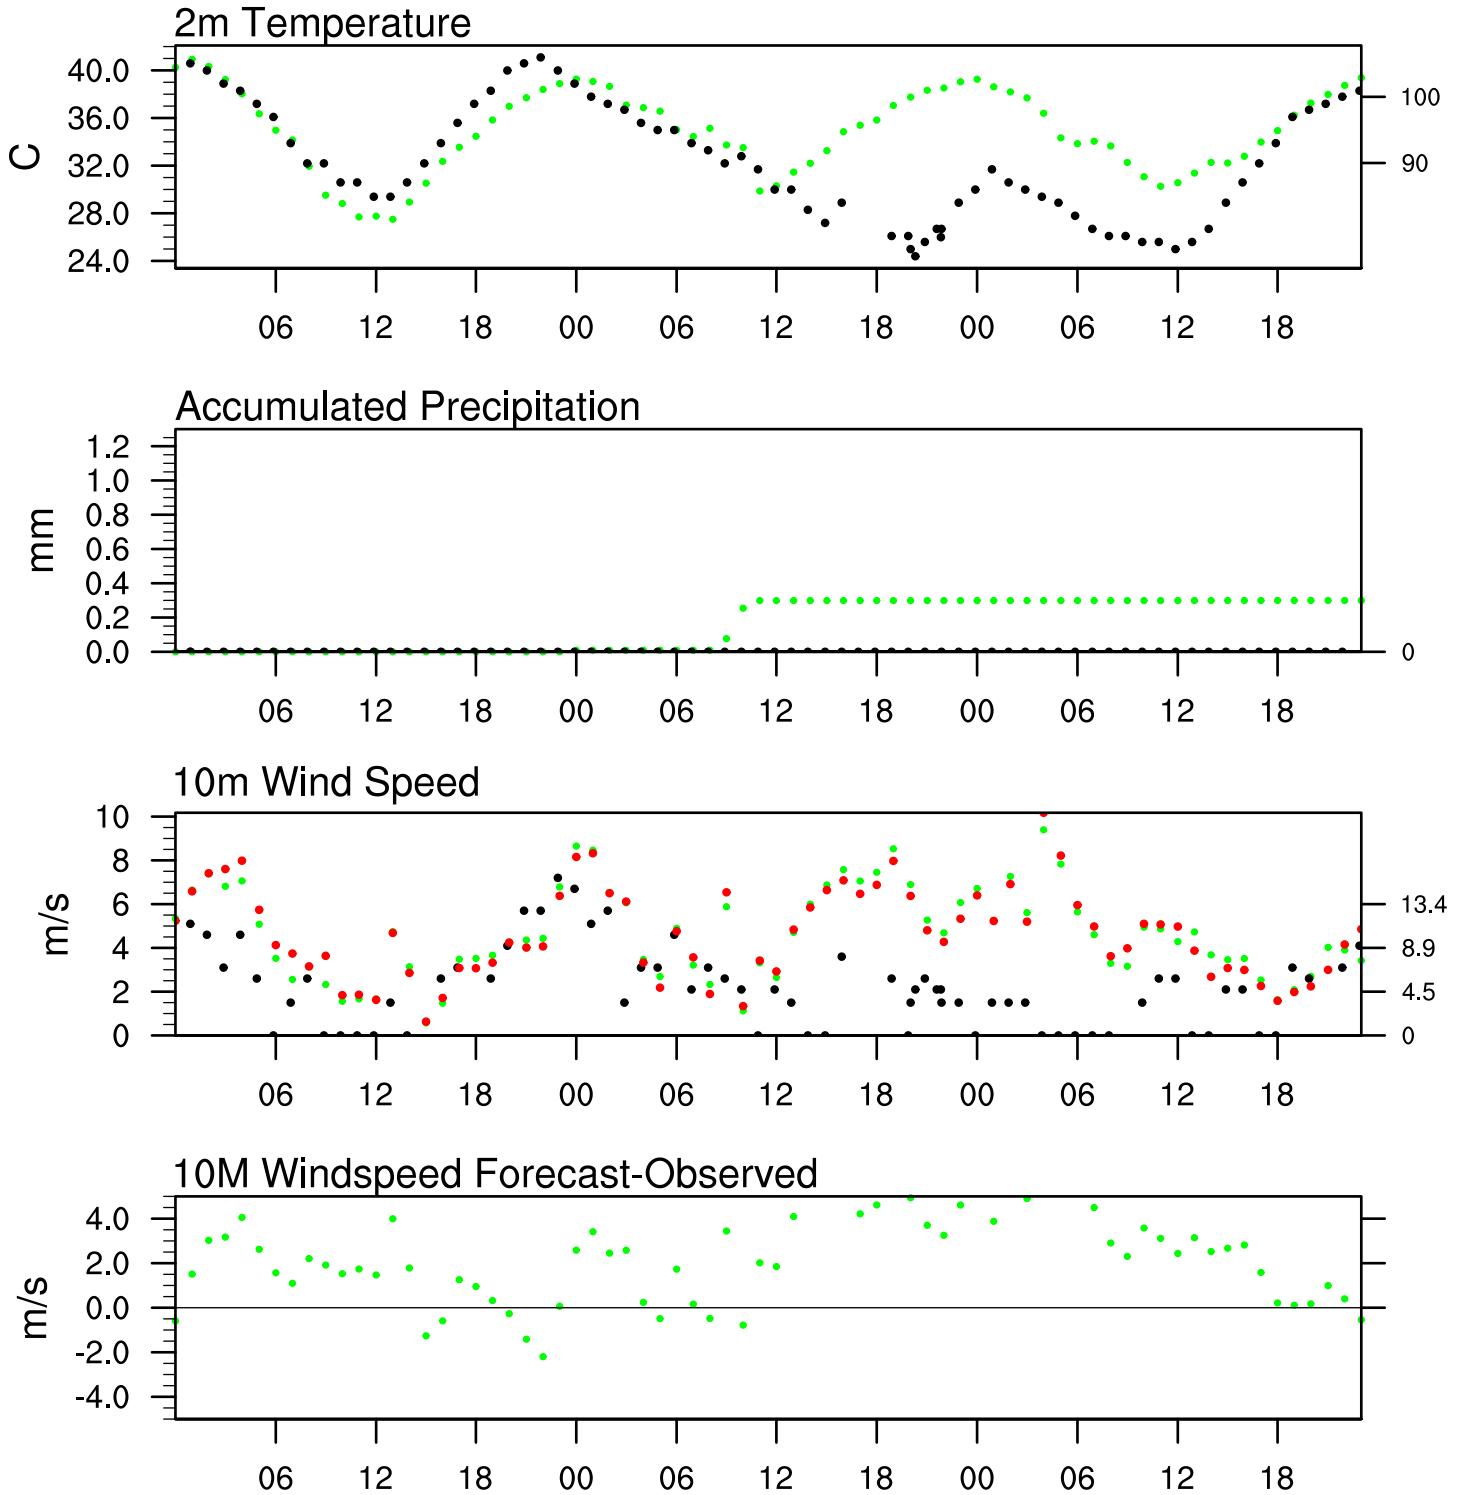 2m Temperature
40.0
36.0
32.0
28.0
24.0
C
100
90
06 12 18 00 06 12 18 00 06 12 18
Accumulated Precipitation
1.2
1.0
0.8
0.6
0.4
0.2
0.0
mm
0
06 12 18 00 06 12 18 00 06 12 18
10m Wind Speed
10
8
6
4
2
0
m/s
13.4
8.9
4.5
0
06 12 18 00 06 12 18 00 06 12 18
10M Windspeed Forecast-Observed
4.0
2.0
0.0
-2.0
-4.0
m/s
06 12 18 00 06 12 18 00 06 12 18